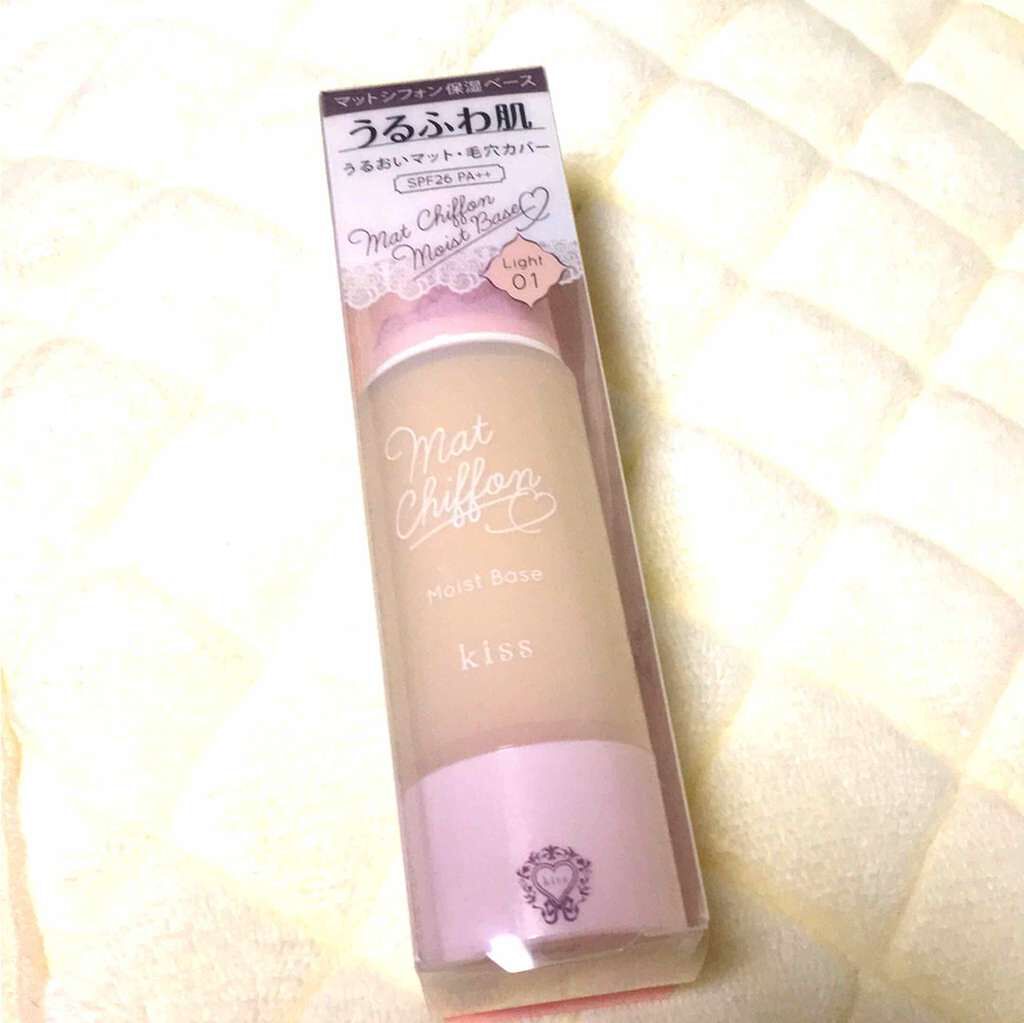 マットシフォン保湿ベース
うるふわ肌
うるおいマット・毛穴カバー
SPF26 PA++
Mat Chiffon
Moist Base
Light
01
Mat
Chiffon
Moist Base
kiss
kiss